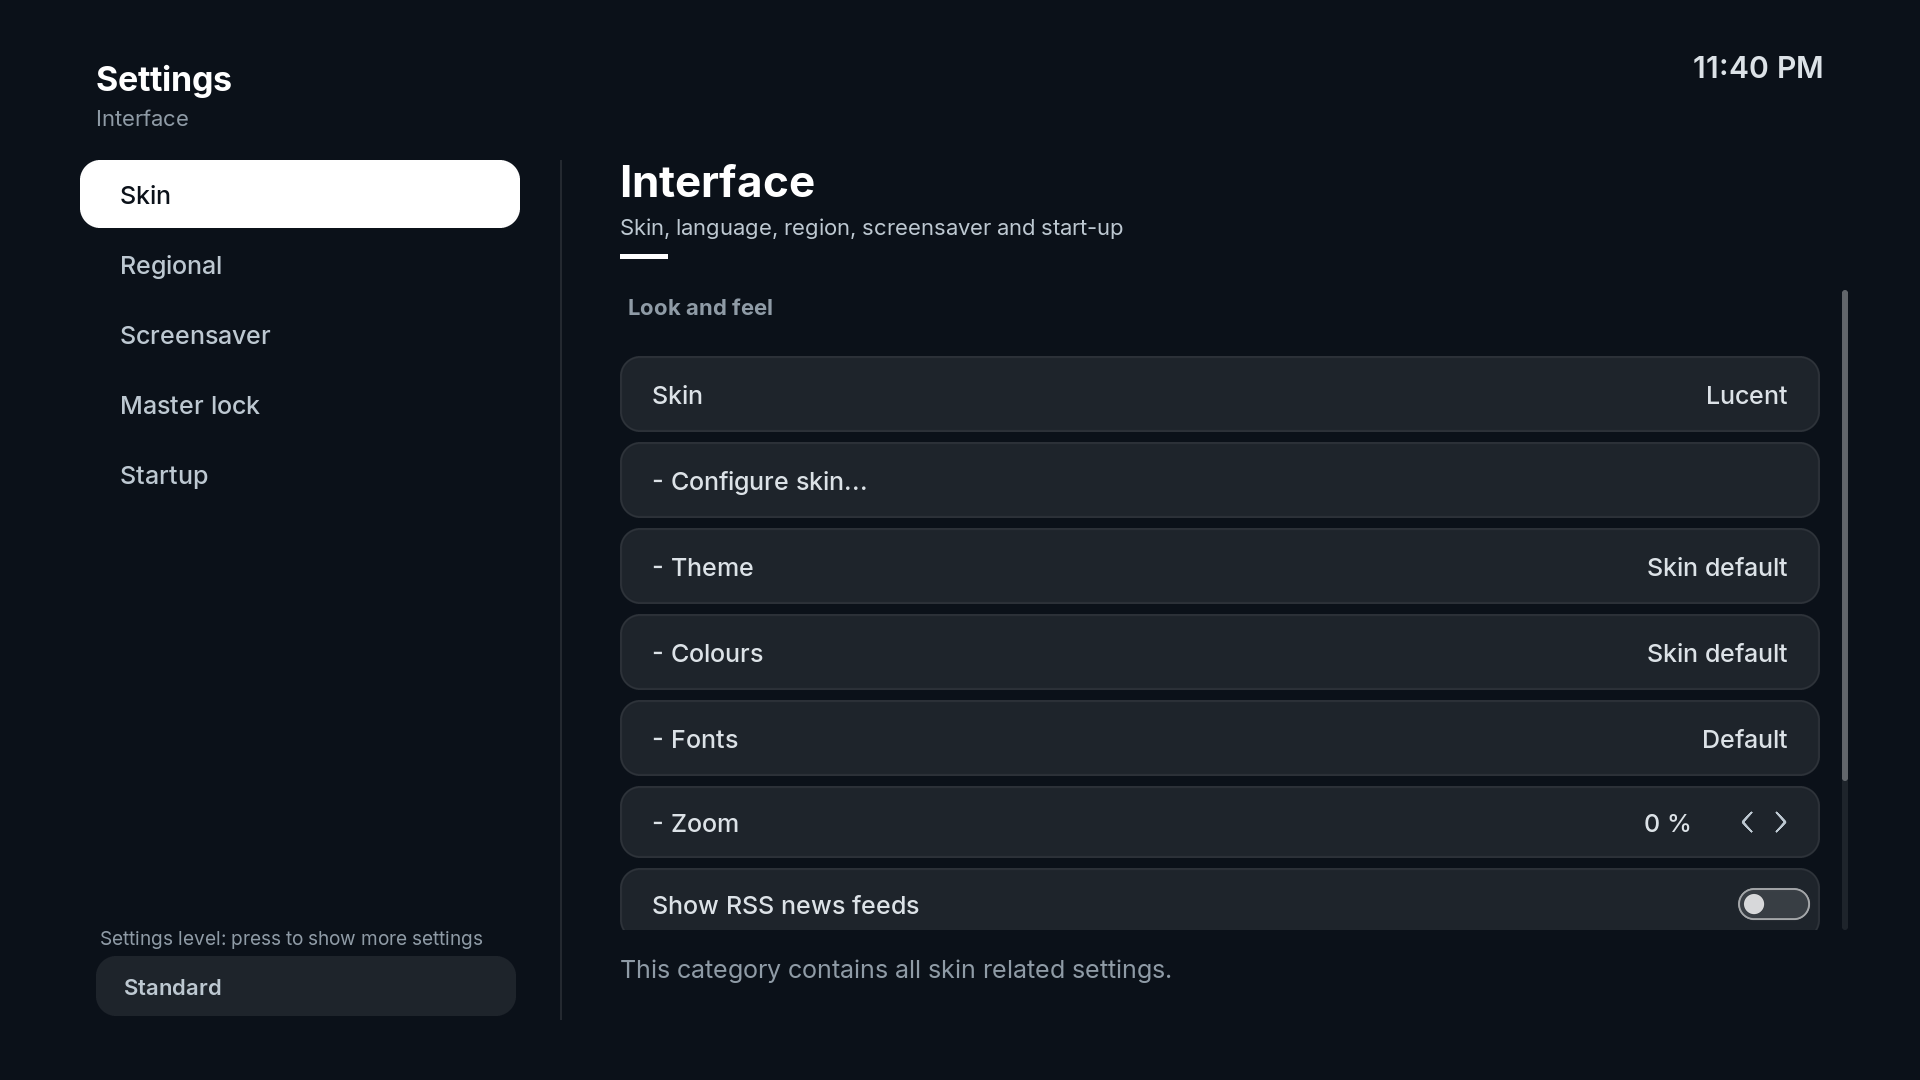 Settings
Interface
11:40 PM
Skin
Regional
Screensaver
Master lock
Startup
Settings level: press to show more settings
Standard
Interface
Skin, language, region, screensaver and start-up
Look and feel
Skin Lucent
- Configure skin...
- Theme Skin default
- Colours Skin default
- Fonts Default
- Zoom 0 %
Show RSS news feeds
This category contains all skin related settings.